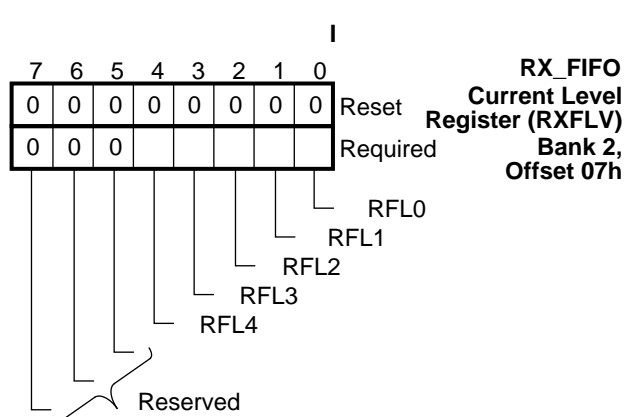 I
7 6 5 4 3 2 1 0
RX_FIFO
0 0 0 0 0 0 0 0 Reset
Current Level
Register (RXFLV)
0 0 0 Required
Bank 2,
Offset 07h
RFL0
RFL1
RFL2
RFL3
RFL4
Reserved